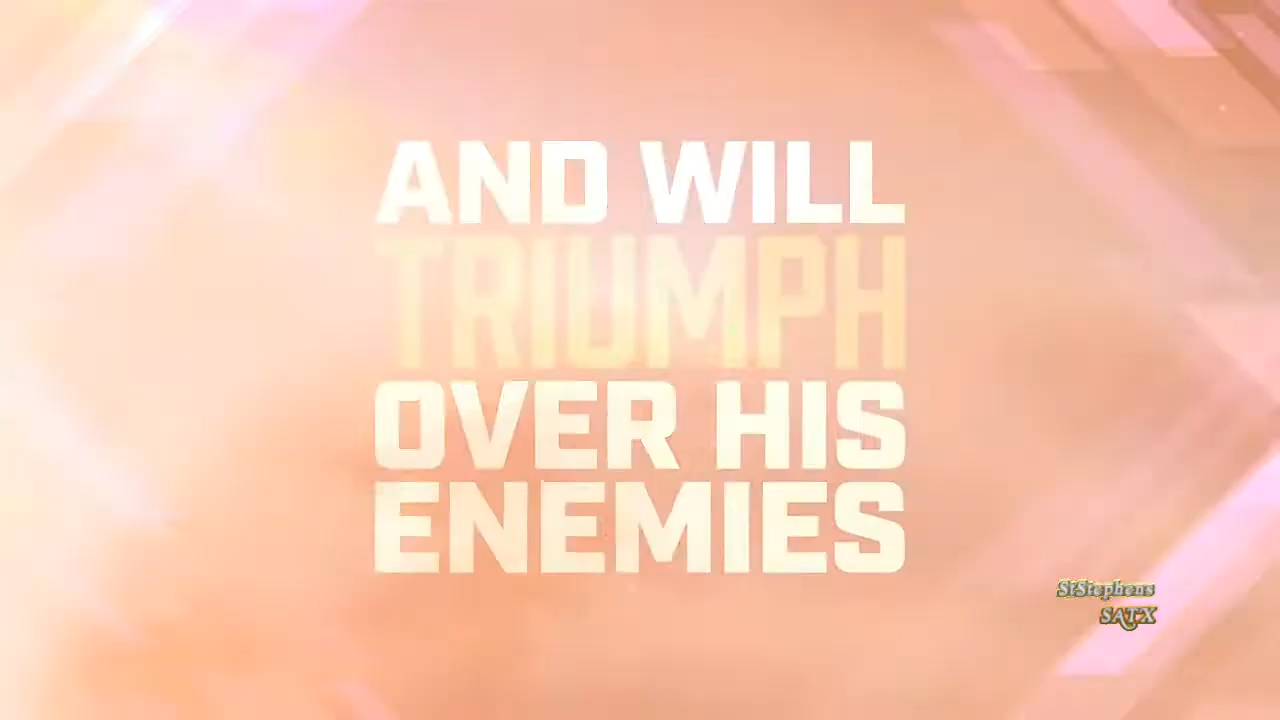 AND WILL
TRIUMPH
OVER HIS
ENEMIES
StStephens
SATX